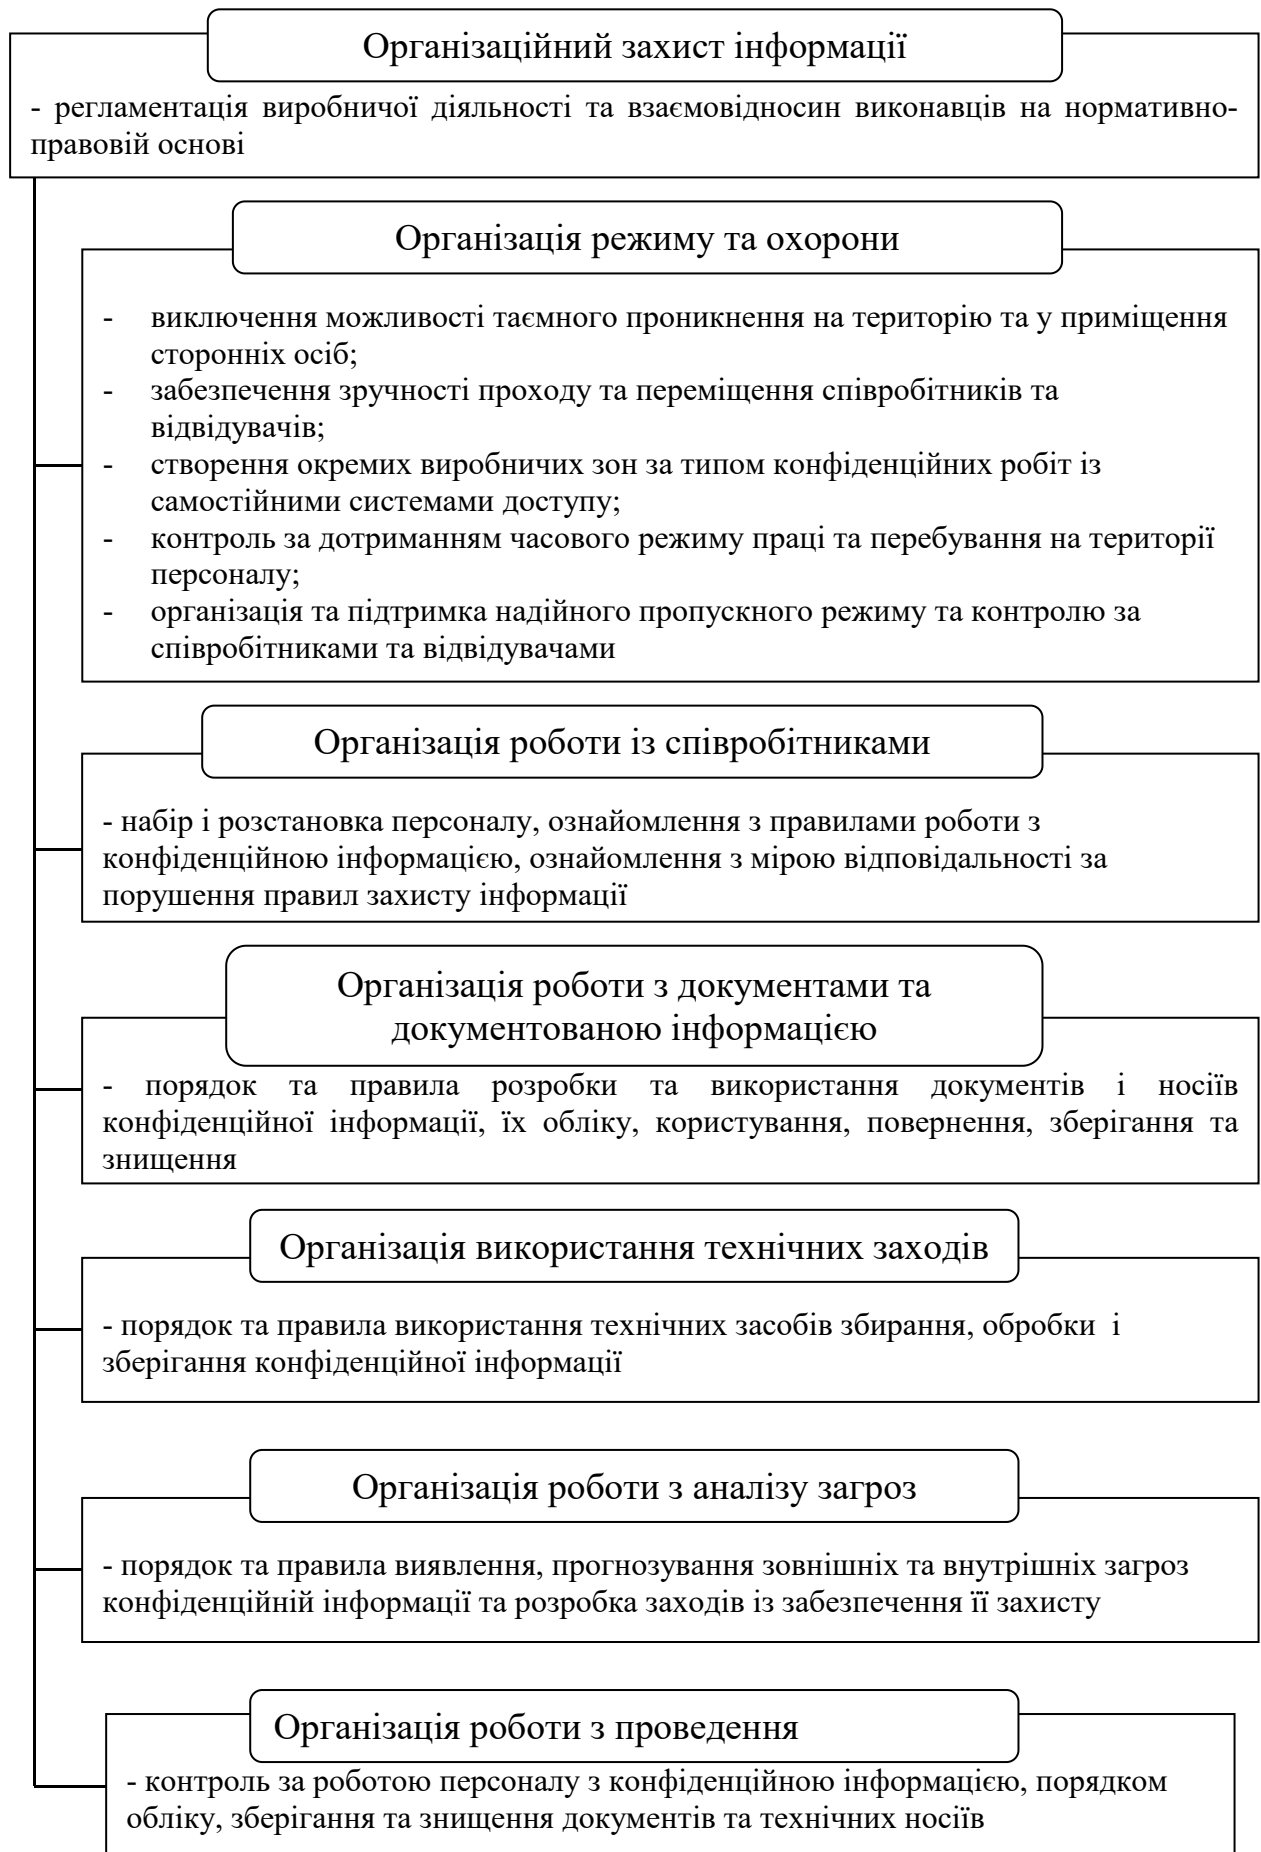 Організаційний захист інформації
- регламентація виробничої діяльності та взаємовідносин виконавців на нормативно-
правовій основі
Організація режиму та охорони
- виключення можливості таємного проникнення на територію та у приміщення
сторонніх осіб;
- забезпечення зручності проходу та переміщення співробітників та
відвідувачів;
- створення окремих виробничих зон за типом конфіденційних робіт із
самостійними системами доступу;
- контроль за дотриманням часового режиму праці та перебування на території
персоналу;
- організація та підтримка надійного пропускного режиму та контролю за
співробітниками та відвідувачами
Організація роботи із співробітниками
- набір і розстановка персоналу, ознайомлення з правилами роботи з
конфіденційною інформацією, ознайомлення з мірою відповідальності за
порушення правил захисту інформації
Організація роботи з документами та
документованою інформацією
- порядок та правила розробки та використання документів і носіїв
конфіденційної інформації, їх обліку, користування, повернення, зберігання та
знищення
Організація використання технічних заходів
- порядок та правила використання технічних засобів збирання, обробки і
зберігання конфіденційної інформації
Організація роботи з аналізу загроз
- порядок та правила виявлення, прогнозування зовнішніх та внутрішніх загроз
конфіденційній інформації та розробка заходів із забезпечення її захисту
Організація роботи з проведення
- контроль за роботою персоналу з конфіденційною інформацією, порядком
обліку, зберігання та знищення документів та технічних носіїв